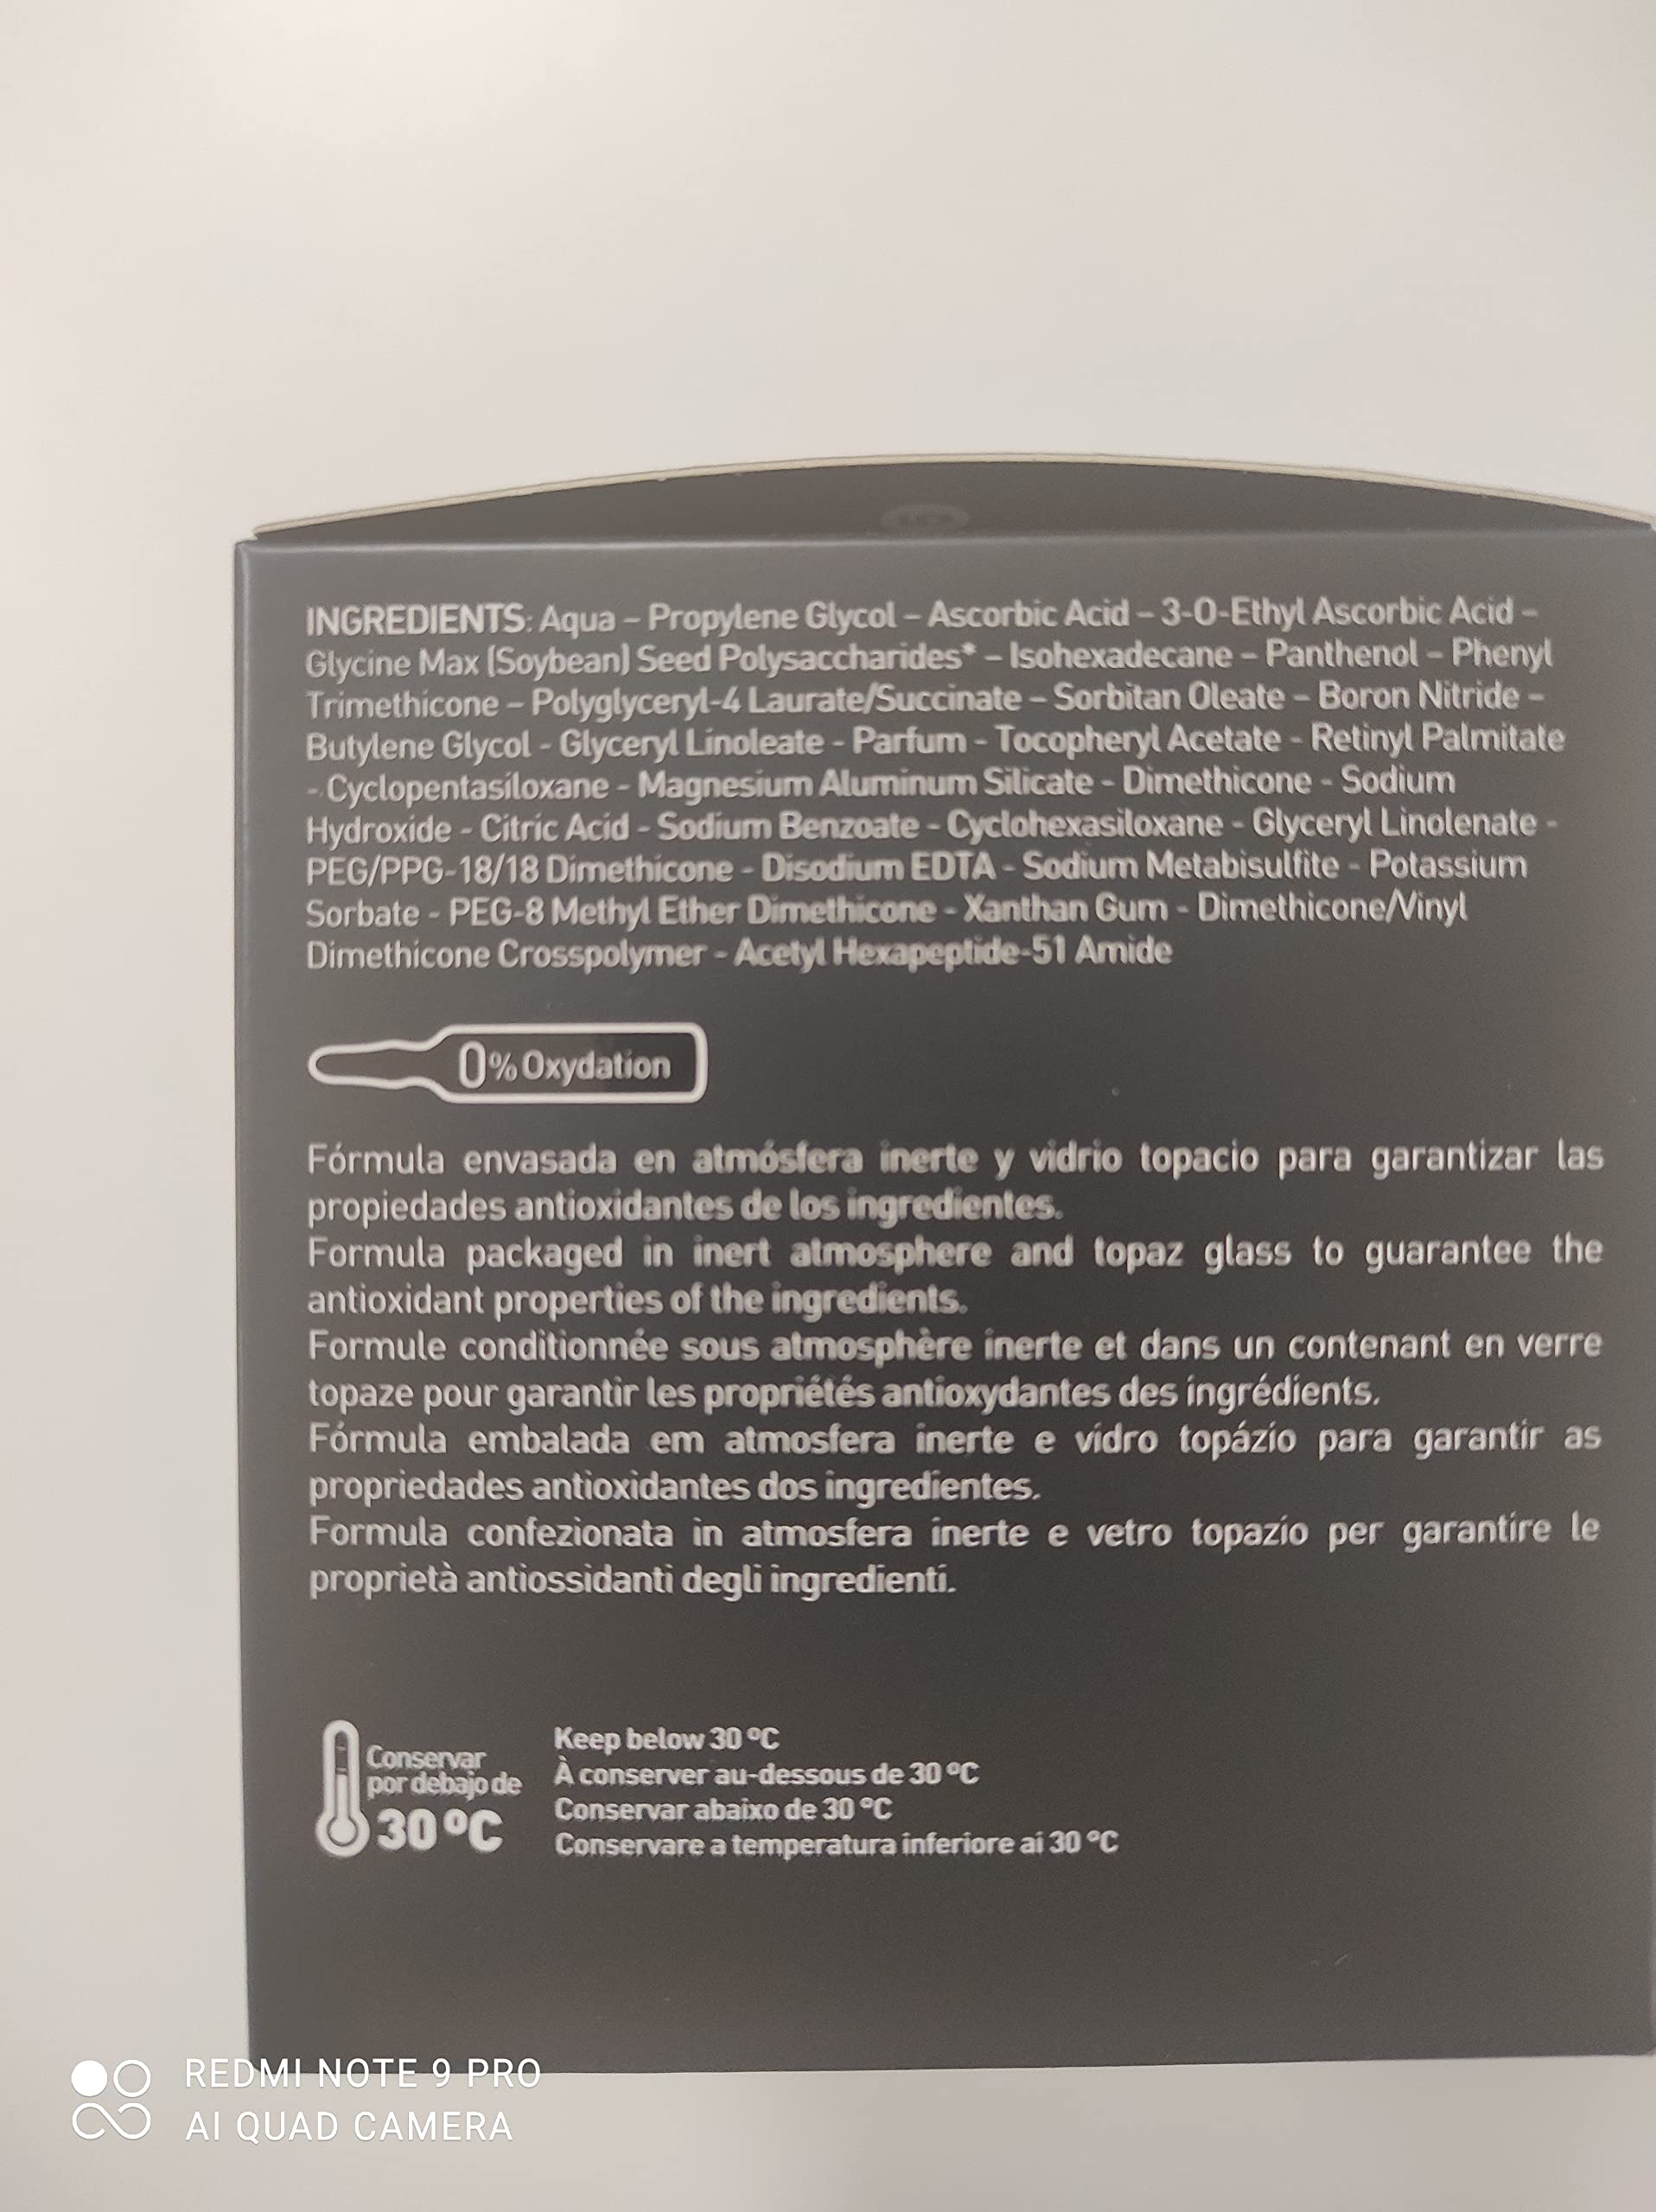 INGREDIENTS: Aqua – Propylene Glycol – Ascorbic Acid – 3-O-Ethyl Ascorbic Acid –
Glycine Max (Soybean) Seed Polysaccharides* – Isohexadecane – Panthenol – Phenyl
Trimethicone – Polyglyceryl-4 Laurate/Succinate – Sorbitan Oleate – Boron Nitride –
Butylene Glycol - Glyceryl Linoleate - Parfum - Tocopheryl Acetate - Retinyl Palmitate
- Cyclopentasiloxane - Magnesium Aluminum Silicate - Dimethicone - Sodium
Hydroxide - Citric Acid - Sodium Benzoate - Cyclohexasiloxane - Glyceryl Linolenate -
PEG/PPG-18/18 Dimethicone - Disodium EDTA - Sodium Metabisulfite - Potassium
Sorbate - PEG-8 Methyl Ether Dimethicone - Xanthan Gum - Dimethicone/Vinyl
Dimethicone Crosspolymer - Acetyl Hexapeptide-51 Amide
0% Oxydation
Fórmula envasada en atmósfera inerte y vidrio topacio para garantizar las
propiedades antioxidantes de los ingredientes.
Formula packaged in inert atmosphere and topaz glass to guarantee the
antioxidant properties of the ingredients.
Formule conditionnée sous atmosphère inerte et dans un contenant en verre
topaze pour garantir les propriétés antioxydantes des ingrédients.
Fórmula embalada em atmosfera inerte e vidro topázio para garantir as
propriedades antioxidantes dos ingredientes.
Formula confezionata in atmosfera inerte e vetro topazio per garantire le
proprietà antiossidanti degli ingredienti.
Conservar
por debajo de
30 ºC
Keep below 30 ºC
À conserver au-dessous de 30 ºC
Conservar abaixo de 30 ºC
Conservare a temperatura inferiore ai 30 ºC
REDMI NOTE 9 PRO
AI QUAD CAMERA